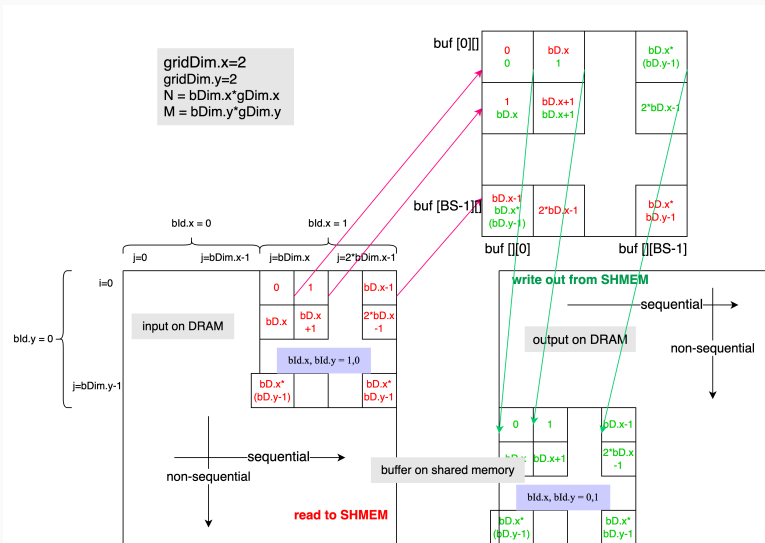 gridDim.x=2
gridDim.y=2
N = bDim.x*gDim.x
M = bDim.y*gDim.y
buf [0][]
0
0
bD.x
1
bD.x*
(bD.y-1)
1
bD.x
bD.x+1
bD.x+1
2*bD.x-1
buf [BS-1][]
bD.x-1
bD.x*
(bD.y-1)
2*bD.x-1
bD.x*
bD.y-1
buf [][0]
buf [][BS-1]
bId.x = 0
bId.x = 1
j=0
j=bDim.x-1
j=bDim.x
j=2*bDim.x-1
i=0
bId.y = 0
j=bDim.y-1
input on DRAM
0
1
bD.x-1
bD.x
bD.x
+1
2*bD.x
-1
bId.x, bId.y = 1,0
bD.x*
(bD.y-1)
bD.x*
bD.y-1
sequential
non-sequential
read to SHMEM
buffer on shared memory
write out from SHMEM
sequential
output on DRAM
non-sequential
0
1
bD.x-1
bD.x
bD.x+1
2*bD.x
-1
bId.x, bId.y = 0,1
bD.x*
(bD.y-1)
bD.x*
bD.y-1